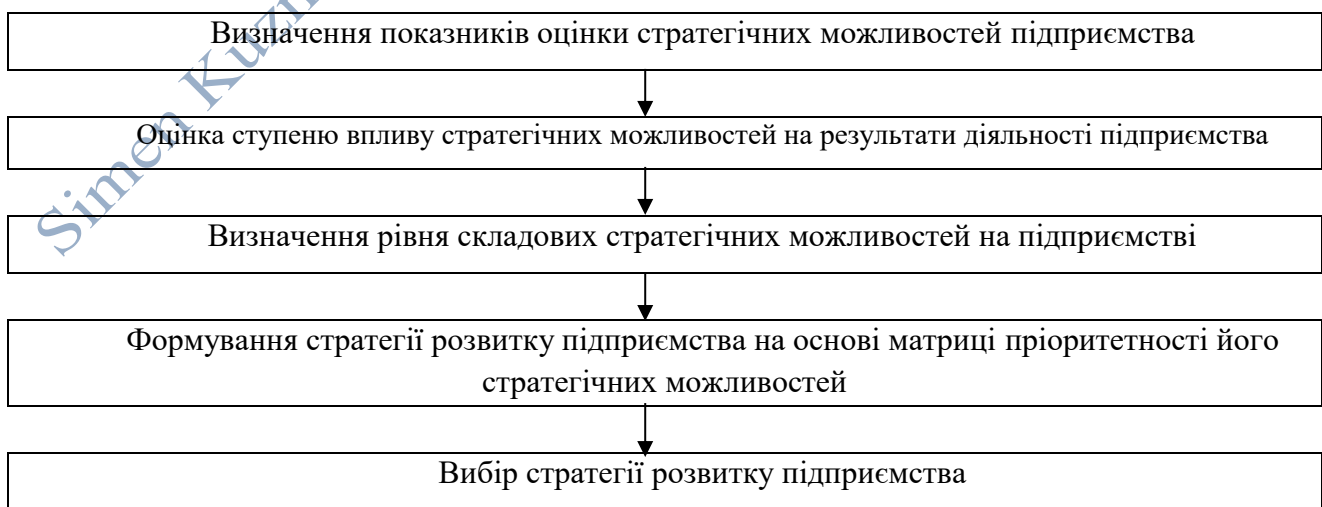 Визначення показників оцінки стратегічних можливостей підприємства
Оцінка ступеню впливу стратегічних можливостей на результати діяльності підприємства
Визначення рівня складових стратегічних можливостей на підприємстві
Формування стратегії розвитку підприємства на основі матриці пріоритетності його
стратегічних можливостей
Вибір стратегії розвитку підприємства
Simen